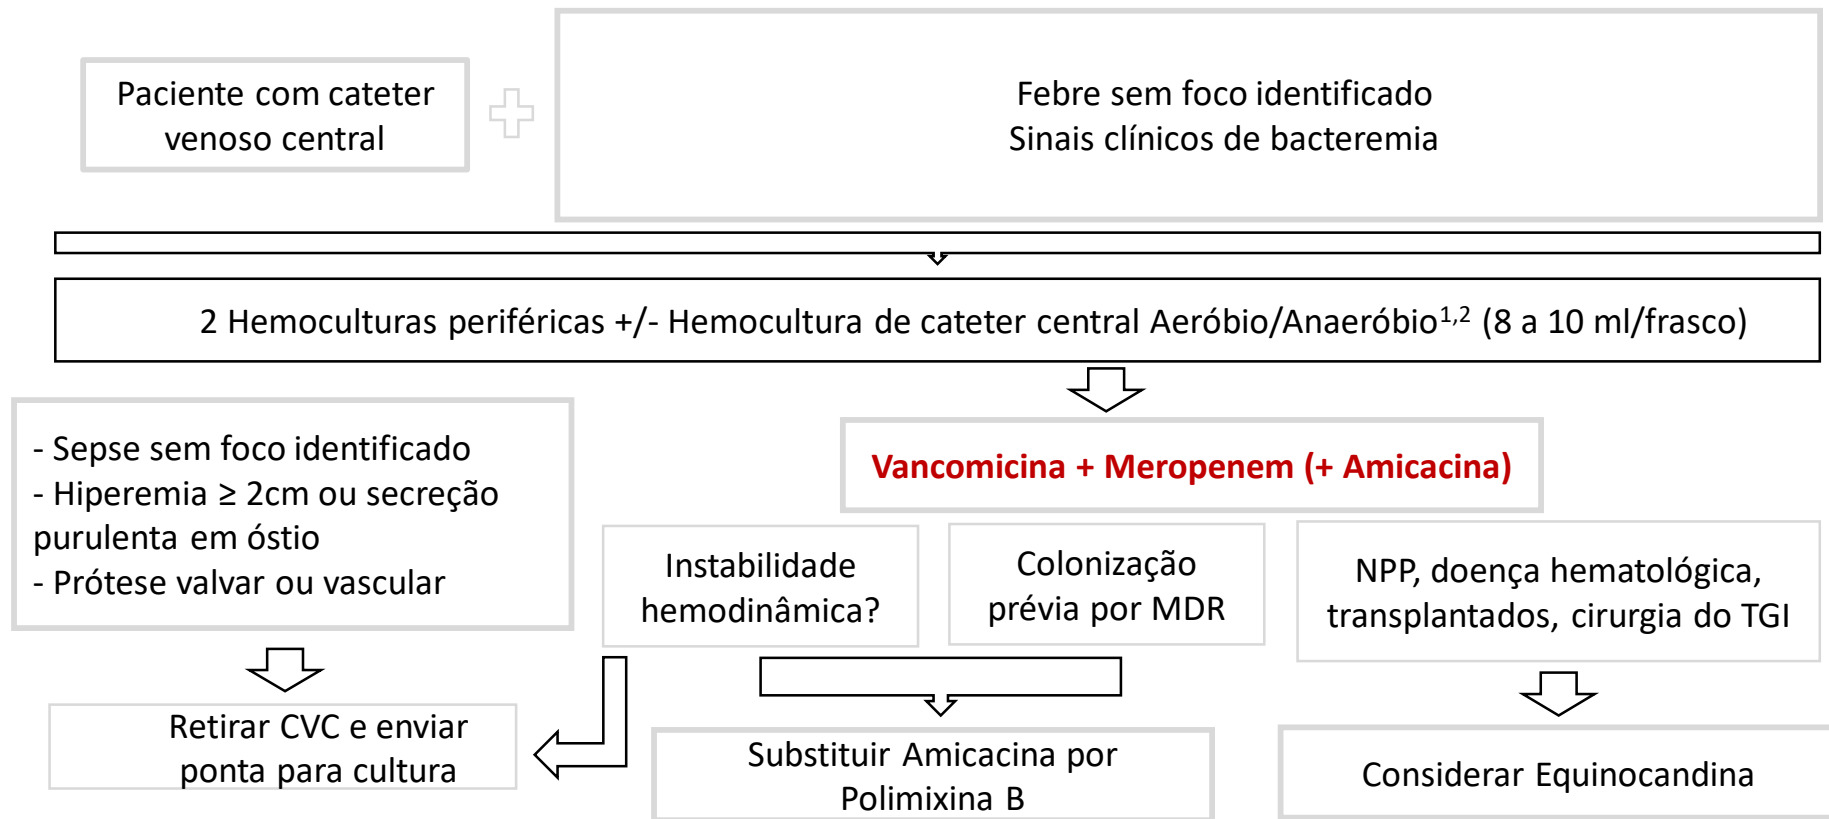 Paciente com cateter
venoso central
Febre sem foco identificado
Sinais clínicos de bacteremia
2 Hemoculturas periféricas +/- Hemocultura de cateter central Aeróbio/Anaeróbio1,2 (8 a 10 ml/frasco)
- Sepse sem foco identificado
- Hiperemia ≥ 2cm ou secreção
purulenta em óstio
- Prótese valvar ou vascular
Vancomicina + Meropenem (+ Amicacina)
Instabilidade
hemodinâmica?
Colonização
prévia por MDR
NPP, doença hematológica,
transplantados, cirurgia do TGI
Retirar CVC e enviar
ponta para cultura
Substituir Amicacina por
Polimixina B
Considerar Equinocandina